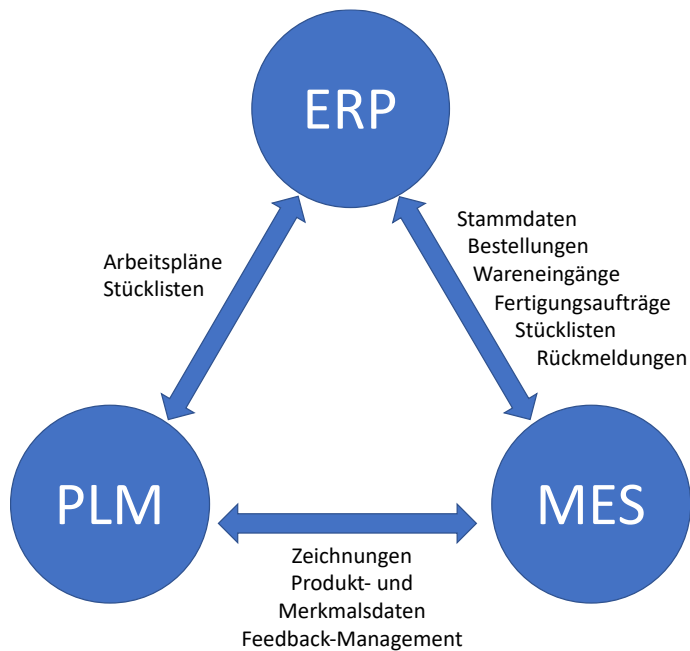 ERP
Arbeitspläne
Stücklisten
Stammdaten
Bestellungen
Wareneingänge
Fertigungsaufträge
Stücklisten
Rückmeldungen
PLM
MES
Zeichnungen
Produkt- und
Merkmalsdaten
Feedback-Management